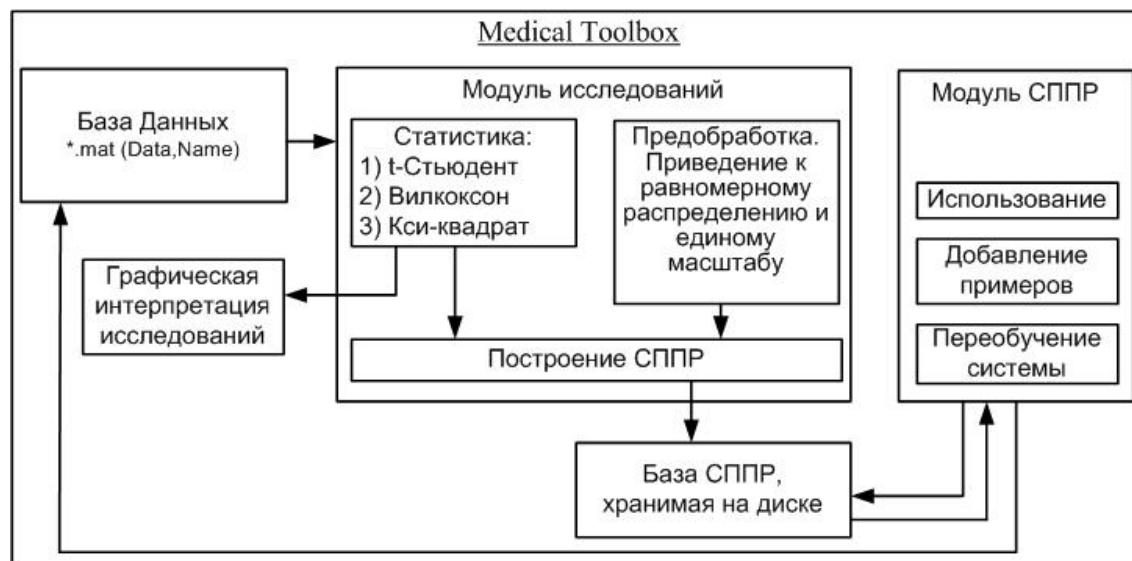 Medical Toolbox
База Данных
*.mat (Data,Name)
Модуль исследований
Статистика:
1) t-Стьюдент
2) Вилкоксон
3) Кси-квадрат
Предобработка.
Приведение к
равномерному
распределению и
единому
масштабу
Модуль СППР
Использование
Добавление
примеров
Переобучение
системы
Графическая
интерпретация
исследований
Построение СППР
База СППР,
хранимая на диске